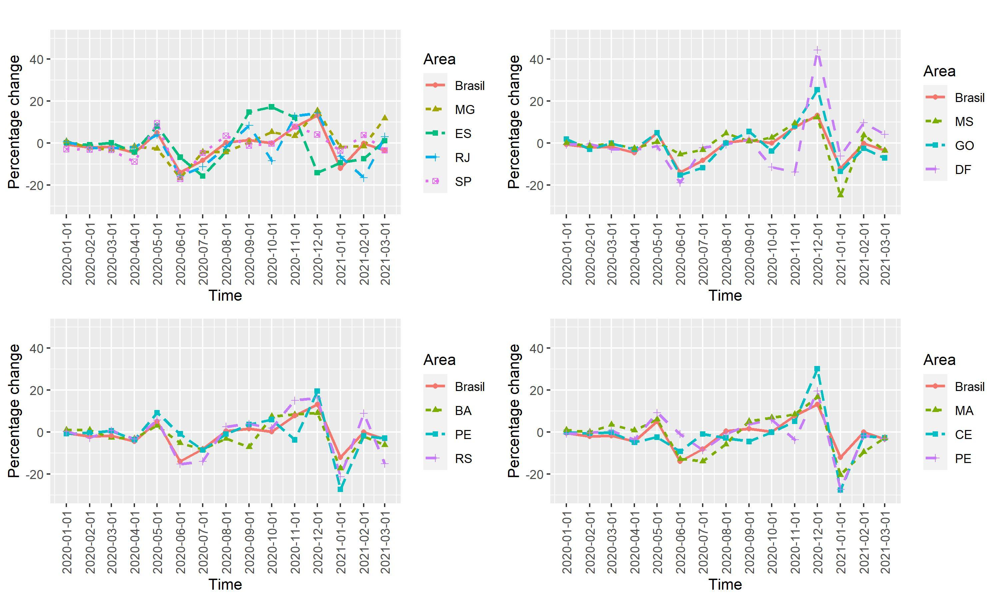 Percentage change
40
20
0
-20
2020-01-01
2020-02-01
2020-03-01
2020-04-01
2020-05-01
2020-06-01
2020-07-01
2020-08-01
2020-09-01
2020-10-01
2020-11-01
2020-12-01
2021-01-01
2021-02-01
2021-03-01
Time
Area
Brasil
MG
ES
RJ
SP
Percentage change
40
20
0
-20
2020-01-01
2020-02-01
2020-03-01
2020-04-01
2020-05-01
2020-06-01
2020-07-01
2020-08-01
2020-09-01
2020-10-01
2020-11-01
2020-12-01
2021-01-01
2021-02-01
2021-03-01
Time
Area
Brasil
MS
GO
DF
Percentage change
40
20
0
-20
2020-01-01
2020-02-01
2020-03-01
2020-04-01
2020-05-01
2020-06-01
2020-07-01
2020-08-01
2020-09-01
2020-10-01
2020-11-01
2020-12-01
2021-01-01
2021-02-01
2021-03-01
Time
Area
Brasil
BA
PE
RS
Percentage change
40
20
0
-20
2020-01-01
2020-02-01
2020-03-01
2020-04-01
2020-05-01
2020-06-01
2020-07-01
2020-08-01
2020-09-01
2020-10-01
2020-11-01
2020-12-01
2021-01-01
2021-02-01
2021-03-01
Time
Area
Brasil
MA
CE
PE